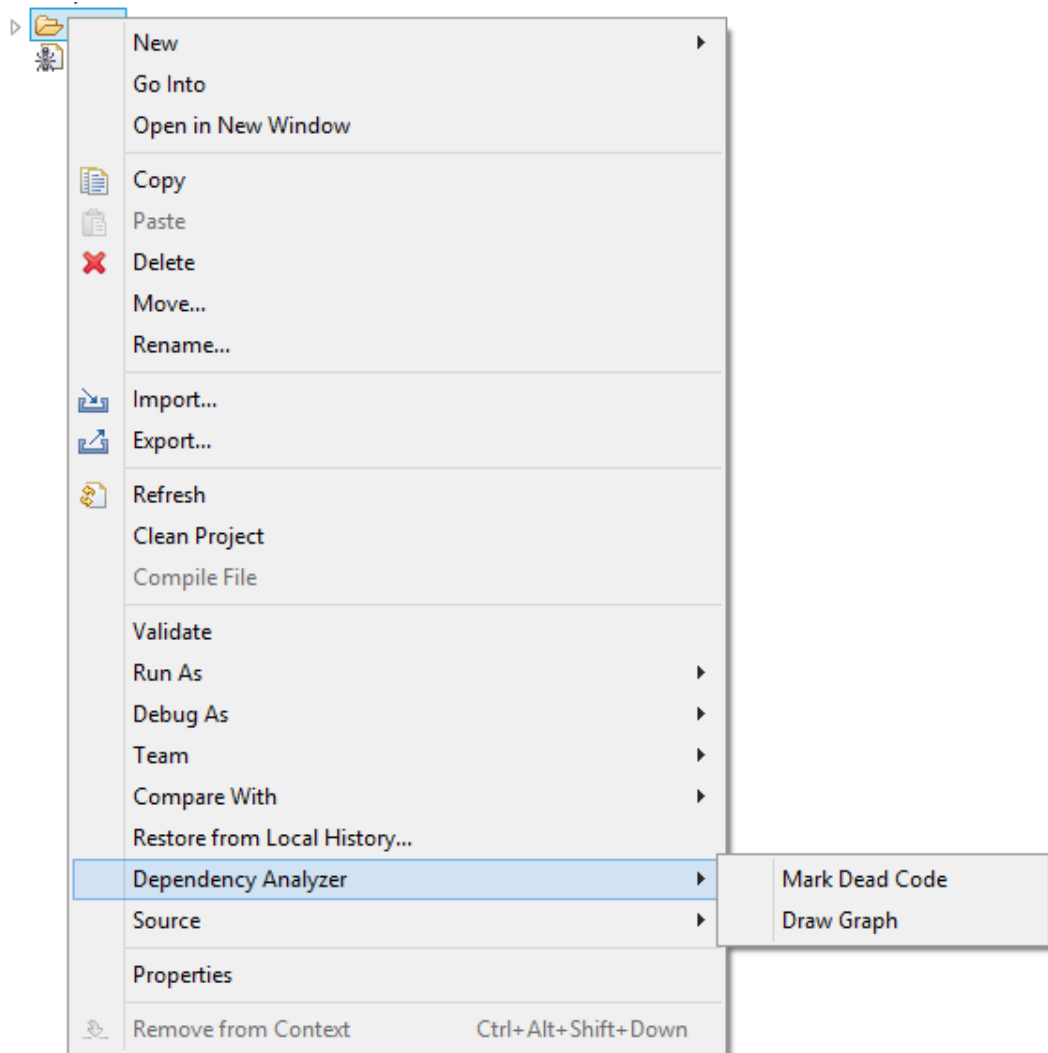 New
Go Into
Open in New Window
Copy
Paste
Delete
Move...
Rename...
Import...
Export...
Refresh
Clean Project
Compile File
Validate
Run As
Debug As
Team
Compare With
Restore from Local History...
Dependency Analyzer
Mark Dead Code
Source
Draw Graph
Properties
Remove from Context Ctrl+Alt+Shift+Down